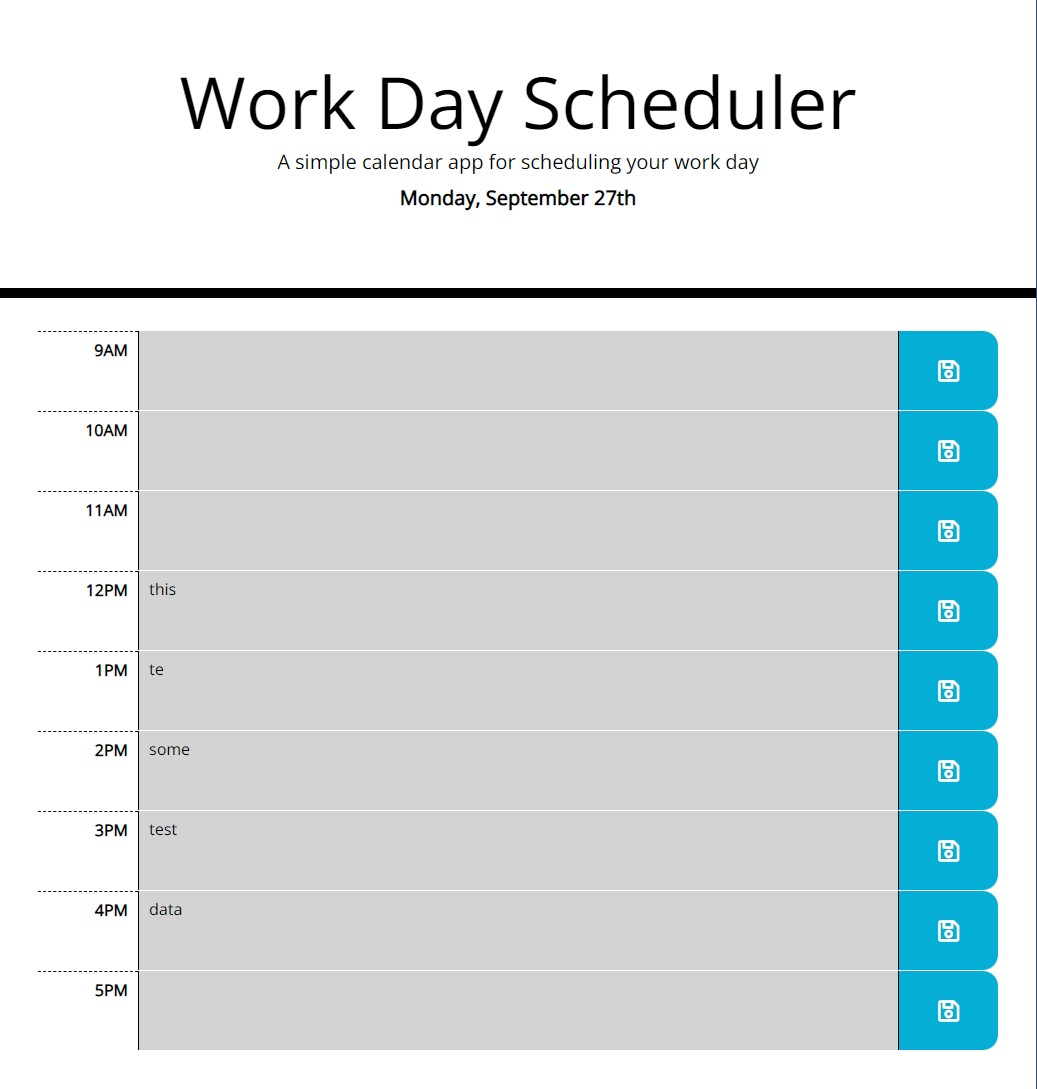 Work Day Scheduler
A simple calendar app for scheduling your work day
Monday, September 27th
9AM
10AM
11AM
12PM this
1PM te
2PM some
3PM test
4PM data
5PM